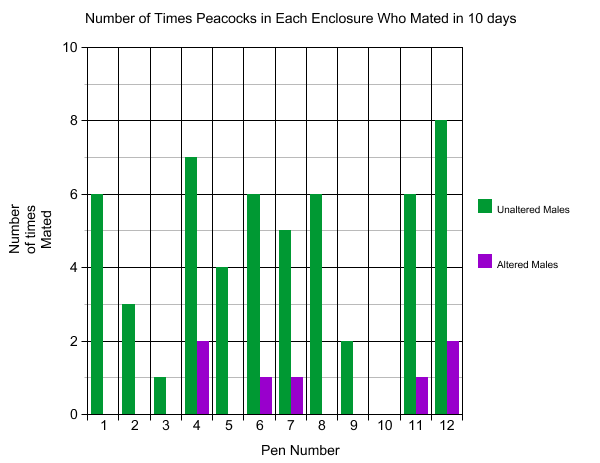 Number of Times Peacocks in Each Enclosure Who Mated in 10 days
10
8
6
4
2
0
Number
of times
Mated
1 2 3 4 5 6 7 8 9 10 11 12
Pen Number
Unaltered Males
Altered Males